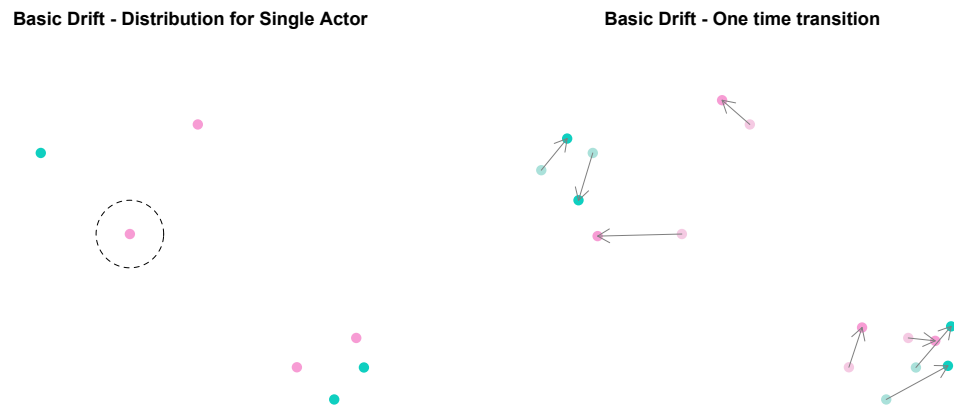 Basic Drift - Distribution for Single Actor
Basic Drift - One time transition